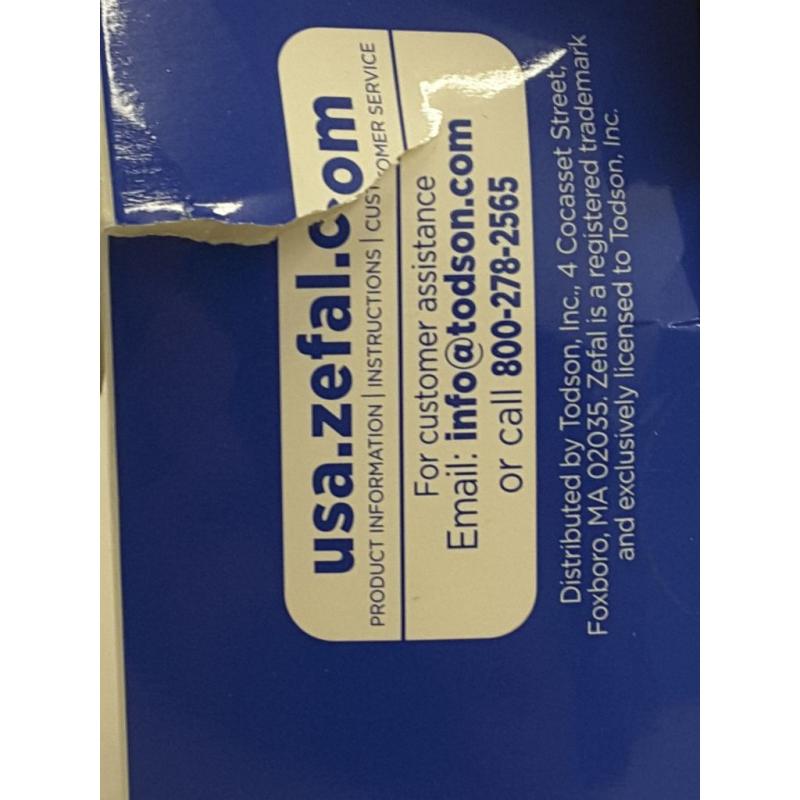 usa.zefal.com
PRODUCT INFORMATION | INSTRUCTIONS | CUSTOMER SERVICE
For customer assistance
Email: info@todson.com
or call 800-278-2565
Distributed by Todson, Inc., 4 Cocasset Street,
Foxboro, MA 02035. Zefal is a registered trademark
and exclusively licensed to Todson, Inc.